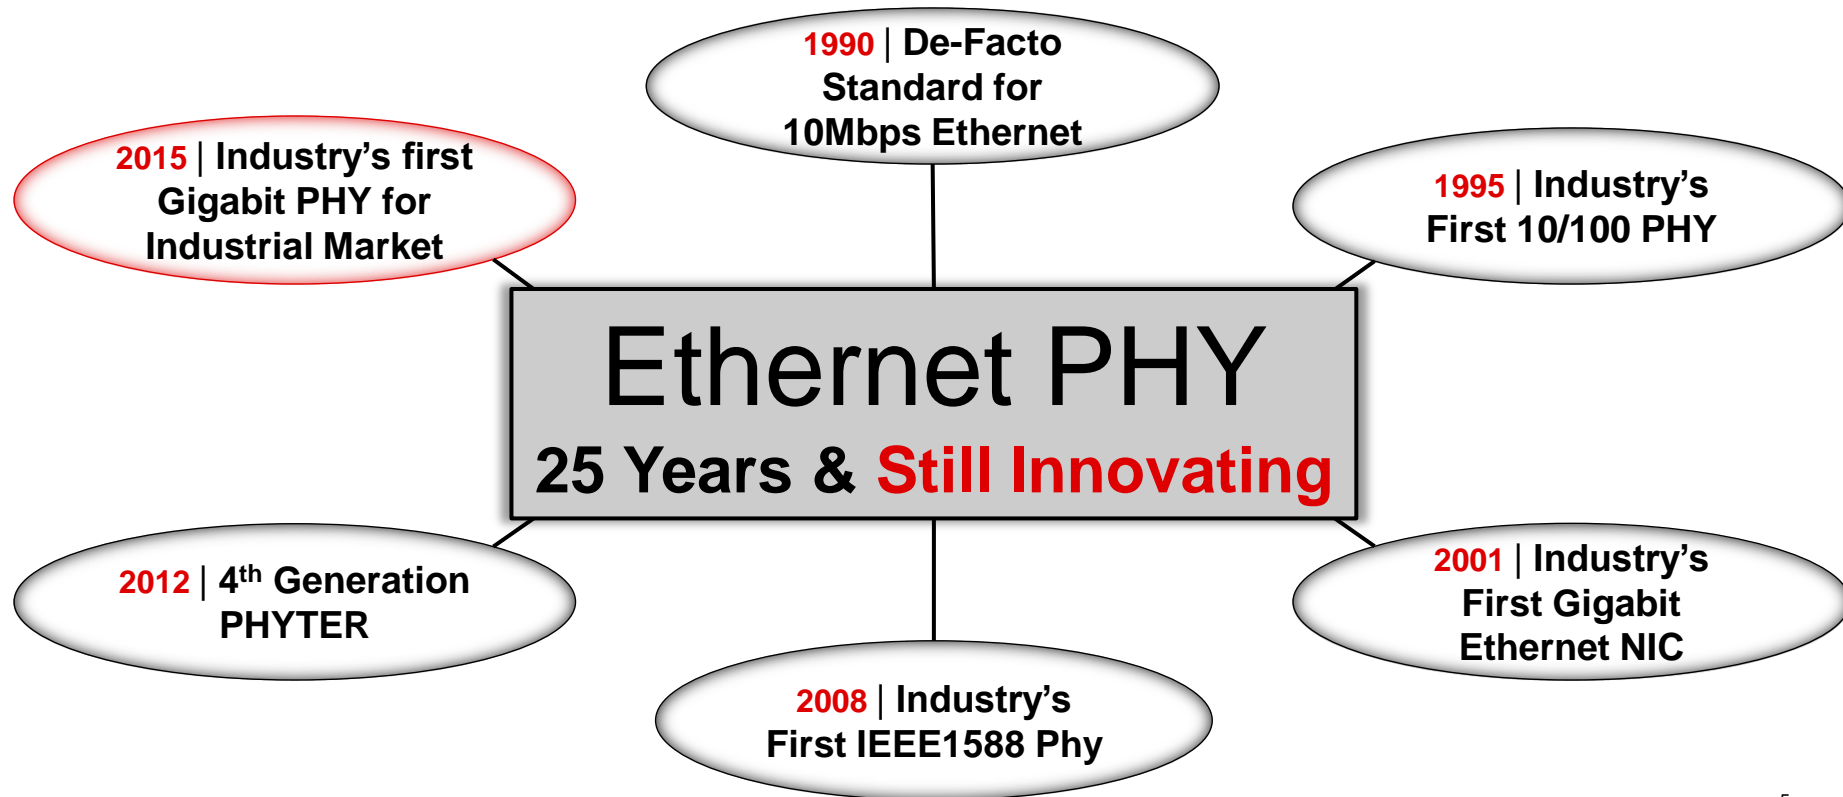 1990 | De-Facto
Standard for
10Mbps Ethernet
2015 | Industry’s first
Gigabit PHY for
Industrial Market
1995 | Industry’s
First 10/100 PHY
Ethernet PHY
25 Years & Still Innovating
2012 | 4th Generation
PHYTER
2001 | Industry’s
First Gigabit
Ethernet NIC
2008 | Industry’s
First IEEE1588 Phy